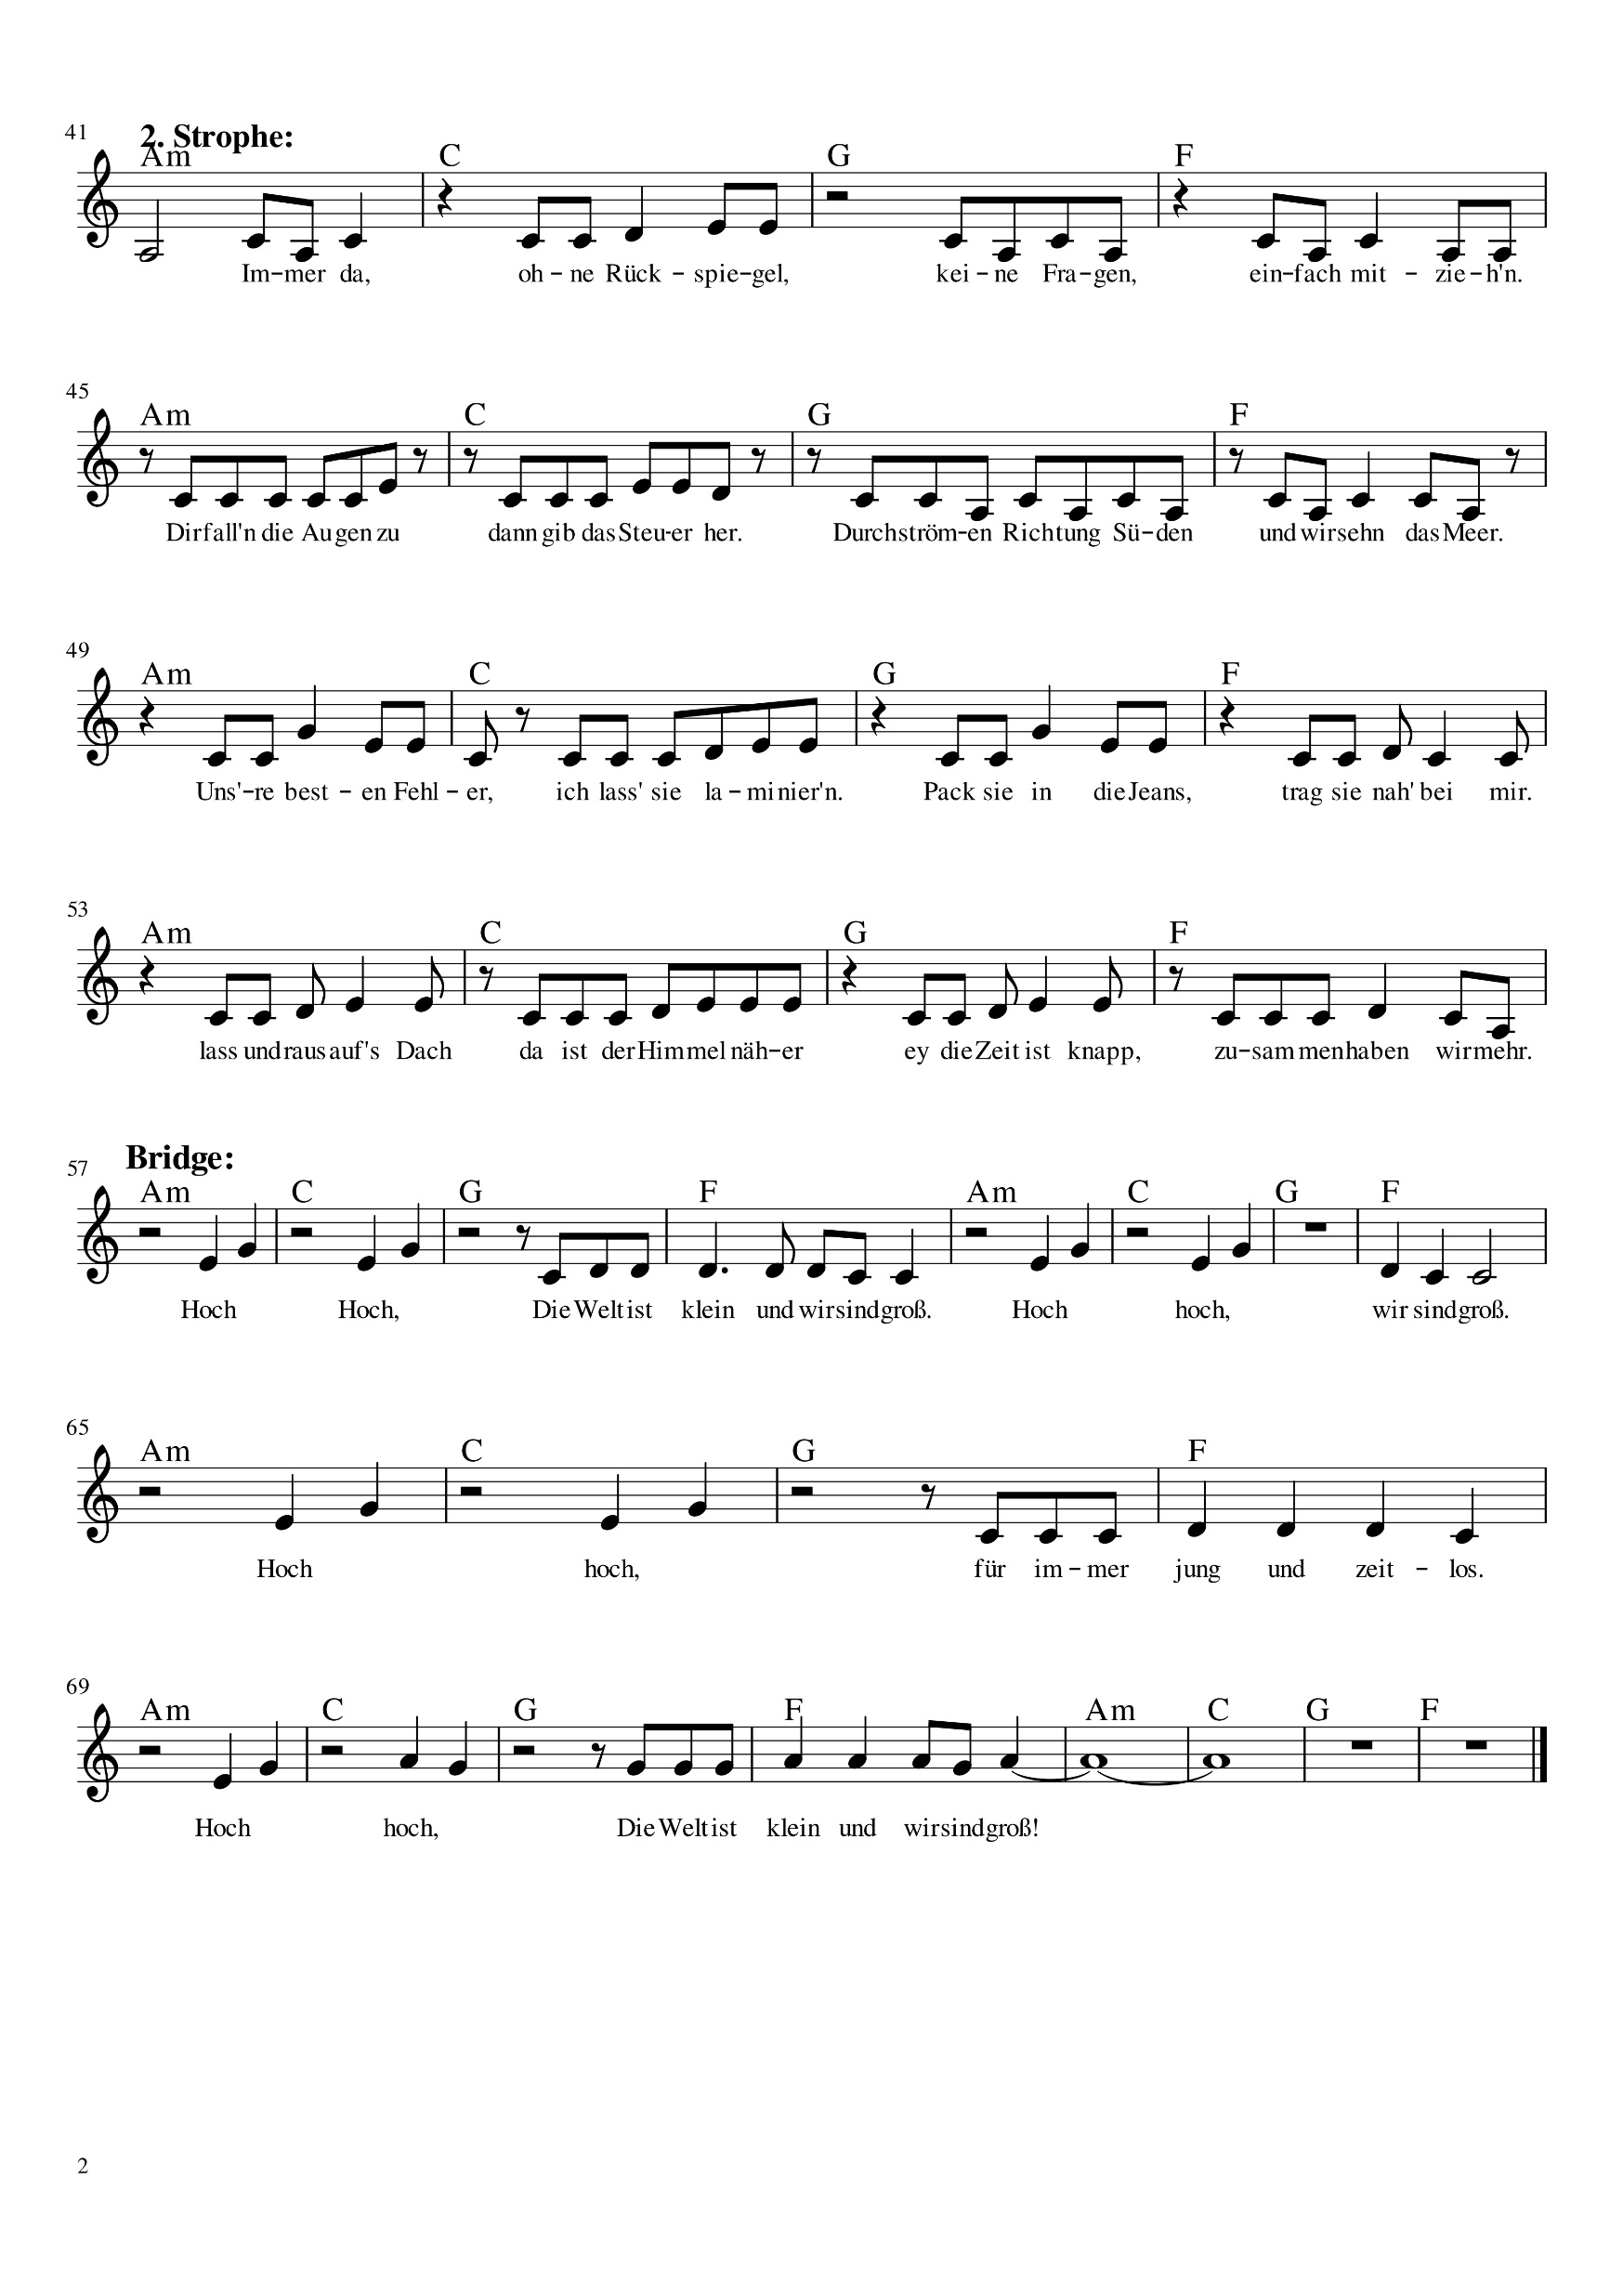 41 2. Strophe:
Am C G F
Im-mer da, oh-ne Rück-spie-gel, kei-ne Fra-gen, ein-fach mit-zie-h'n.
45
Am C G F
Dir fall'n die Au gen zu dann gib das Steu-er her. Durch ström-en Rich tung Sü-den und wir sehn das Meer.
49
Am C G F
Uns'-re best-en Fehl-er, ich lass' sie la-mi nier'n. Pack sie in die Jeans, trag sie nah' bei mir.
53
Am C G F
lass und raus auf's Dach da ist der Him mel näh-er ey die Zeit ist knapp, zu-sam men haben wir mehr.
57 Bridge:
Am C G F Am C G F
Hoch Hoch, Die Welt ist klein und wir sind groß. Hoch hoch, wir sind groß.
65
Am C G F
Hoch hoch, für im-mer jung und zeit-los.
69
Am C G F Am C G F
Hoch hoch, Die Welt ist klein und wir sind groß!
2